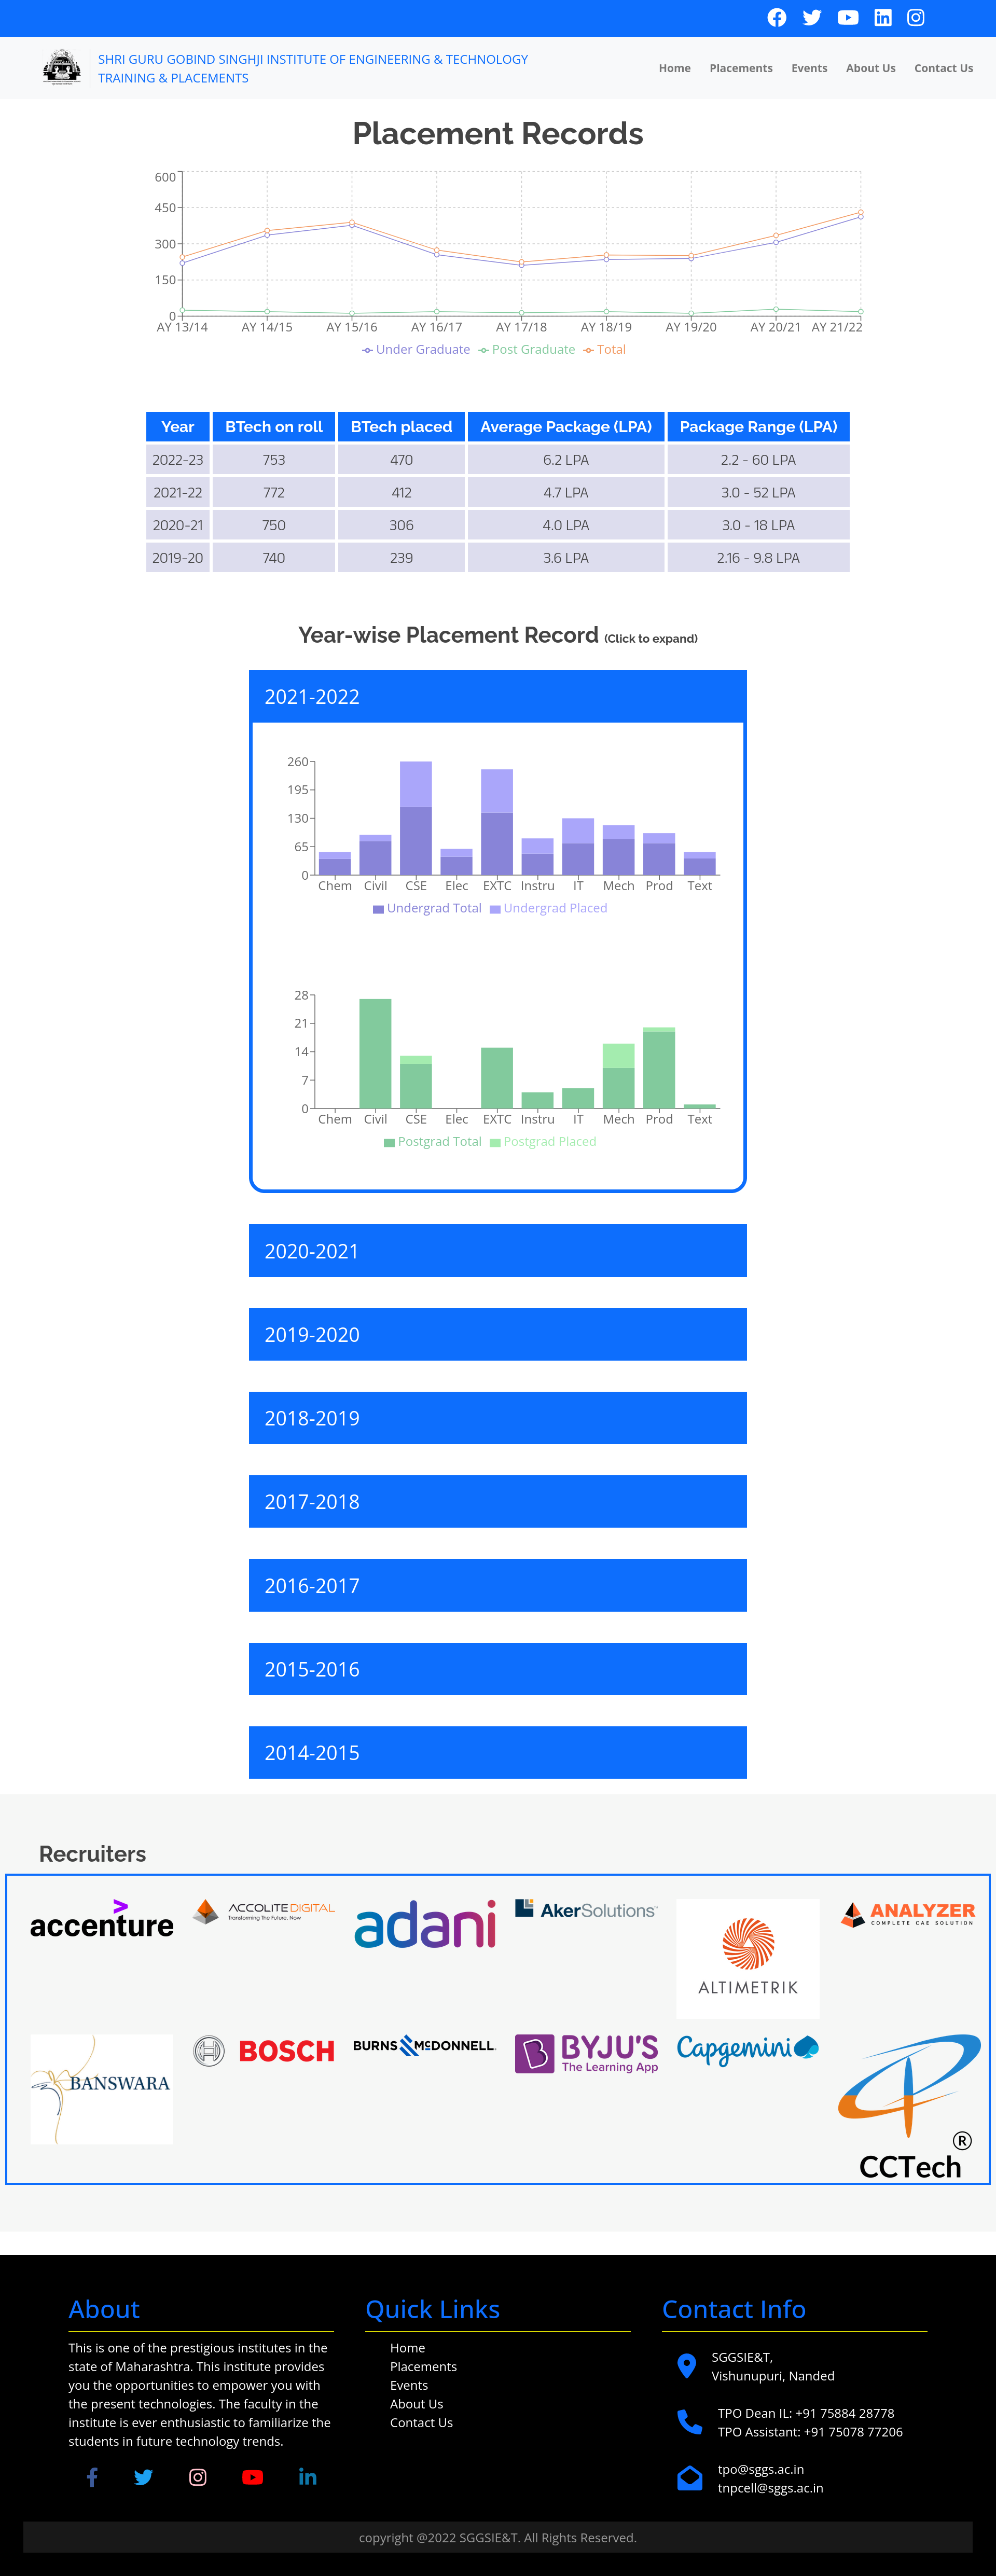 SHRI GURU GOBIND SINGHJI INSTITUTE OF ENGINEERING & TECHNOLOGY
TRAINING & PLACEMENTS
Home Placements Events About Us Contact Us
Placement Records
600
450
300
150
0
AY 13/14 AY 14/15 AY 15/16 AY 16/17 AY 17/18 AY 18/19 AY 19/20 AY 20/21 AY 21/22
Under Graduate Post Graduate Total
Year BTech on roll BTech placed Average Package (LPA) Package Range (LPA)
2022-23 753 470 6.2 LPA 2.2 - 60 LPA
2021-22 772 412 4.7 LPA 3.0 - 52 LPA
2020-21 750 306 4.0 LPA 3.0 - 18 LPA
2019-20 740 239 3.6 LPA 2.16 - 9.8 LPA
Year-wise Placement Record (Click to expand)
2021-2022
260
195
130
65
0
Chem Civil CSE Elec EXTC Instru IT Mech Prod Text
Undergrad Total Undergrad Placed
28
21
14
7
0
Chem Civil CSE Elec EXTC Instru IT Mech Prod Text
Postgrad Total Postgrad Placed
2020-2021
2019-2020
2018-2019
2017-2018
2016-2017
2015-2016
2014-2015
Recruiters
accenture
ACCOLITE DIGITAL
Transforming The Future, Now
adani
AkerSolutions
ALTIMETRIK
ANALYZER
COMPLETE CAE SOLUTION
BANSWARA
BOSCH
BURNS McDONNELL
BYJU'S
The Learning App
Capgemini
CCTech ®
About
This is one of the prestigious institutes in the
state of Maharashtra. This institute provides
you the opportunities to empower you with
the present technologies. The faculty in the
institute is ever enthusiastic to familiarize the
students in future technology trends.
Quick Links
Home
Placements
Events
About Us
Contact Us
Contact Info
SGGSIE&T,
Vishunupuri, Nanded
TPO Dean IL: +91 75884 28778
TPO Assistant: +91 75078 77206
tpo@sggs.ac.in
tnpcell@sggs.ac.in
copyright @2022 SGGSIE&T. All Rights Reserved.